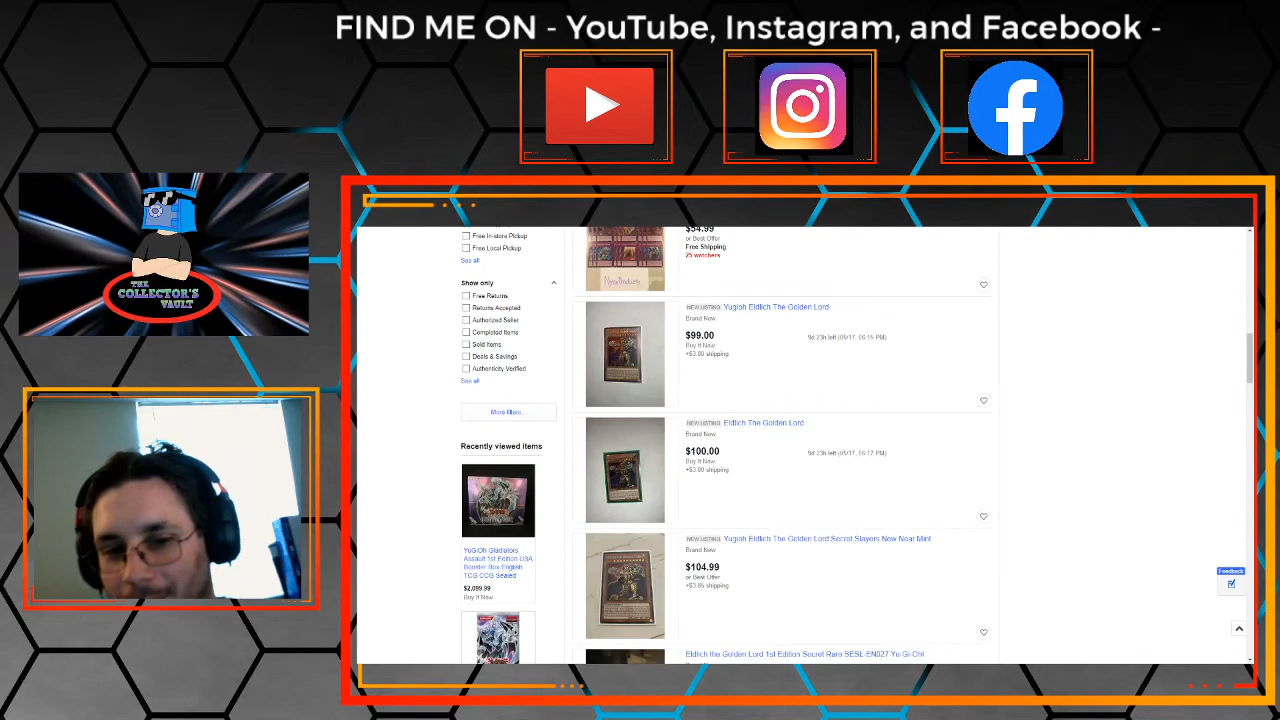 FIND ME ON - YouTube, Instagram, and Facebook -
THE
COLLECTOR'S
VAULT
Free In-store Pickup
Free Local Pickup
See all
Show only
Free Returns
Returns Accepted
Authorized Seller
Completed Items
Sold Items
Deals & Savings
Authenticity Verified
See all
More filters...
Recently viewed items
YuGiOh Gladiators
Assault 1st Edition USA
Booster Box English
TCG CCG Sealed
$2,099.99
Buy It Now
$54.99
or Best Offer
Free Shipping
25 watchers
NEW LISTING Yugioh Eldlich The Golden Lord
Brand New
$99.00
Buy It Now
+$3.80 shipping
9d 23h left (05/17, 06:15 PM)
NEW LISTING Eldlich The Golden Lord
Brand New
$100.00
Buy It Now
+$3.80 shipping
9d 23h left (05/17, 06:17 PM)
NEW LISTING Yugioh Eldlich The Golden Lord Secret Slayers New Near Mint
Brand New
$104.99
or Best Offer
+$3.95 shipping
Eldlich the Golden Lord 1st Edition Secret Rare SESL-EN027 Yu-Gi-Oh!
Feedback